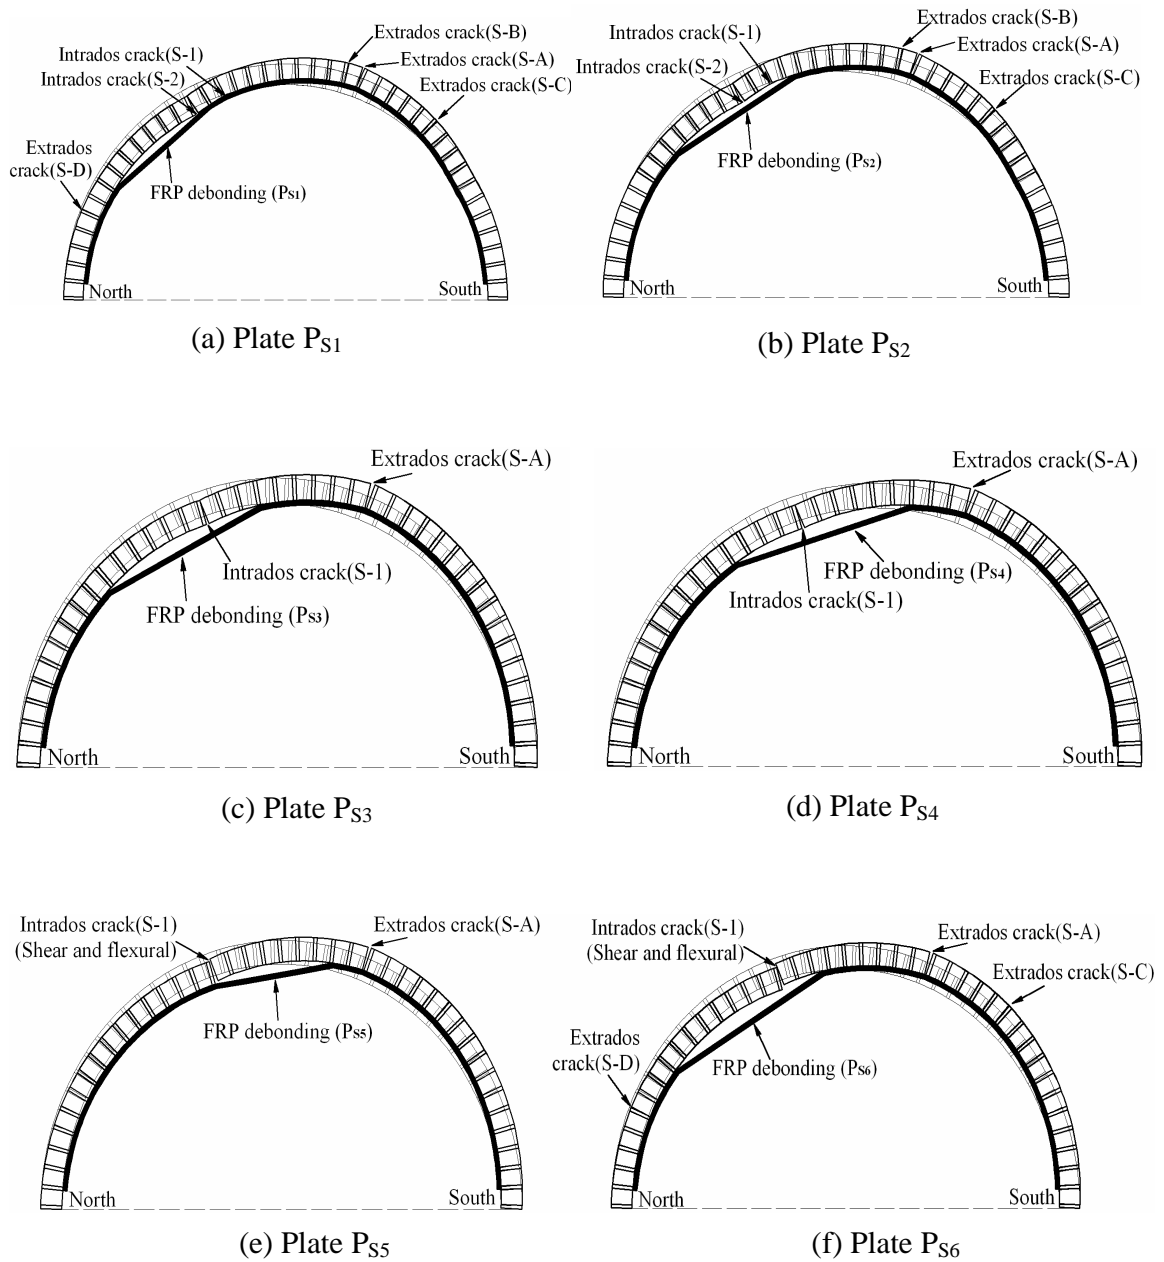 Extrados crack(S-B)
Intrados crack(S-1)
Extrados crack(S-A)
Intrados crack(S-2)
Extrados crack(S-C)
Extrados
crack(S-D)
FRP debonding (PS1)
North
South
(a) Plate PS1
Extrados crack(S-B)
Intrados crack(S-1)
Extrados crack(S-A)
Intrados crack(S-2)
Extrados crack(S-C)
FRP debonding (PS2)
North
South
(b) Plate PS2
Extrados crack(S-A)
Intrados crack(S-1)
FRP debonding (PS3)
North
South
(c) Plate PS3
Extrados crack(S-A)
FRP debonding (PS4)
Intrados crack(S-1)
North
South
(d) Plate PS4
Intrados crack(S-1)
(Shear and flexural)
Extrados crack(S-A)
FRP debonding (PS5)
North
South
(e) Plate PS5
Intrados crack(S-1)
(Shear and flexural)
Extrados crack(S-A)
Extrados crack(S-C)
Extrados
crack(S-D)
FRP debonding (PS6)
North
South
(f) Plate PS6